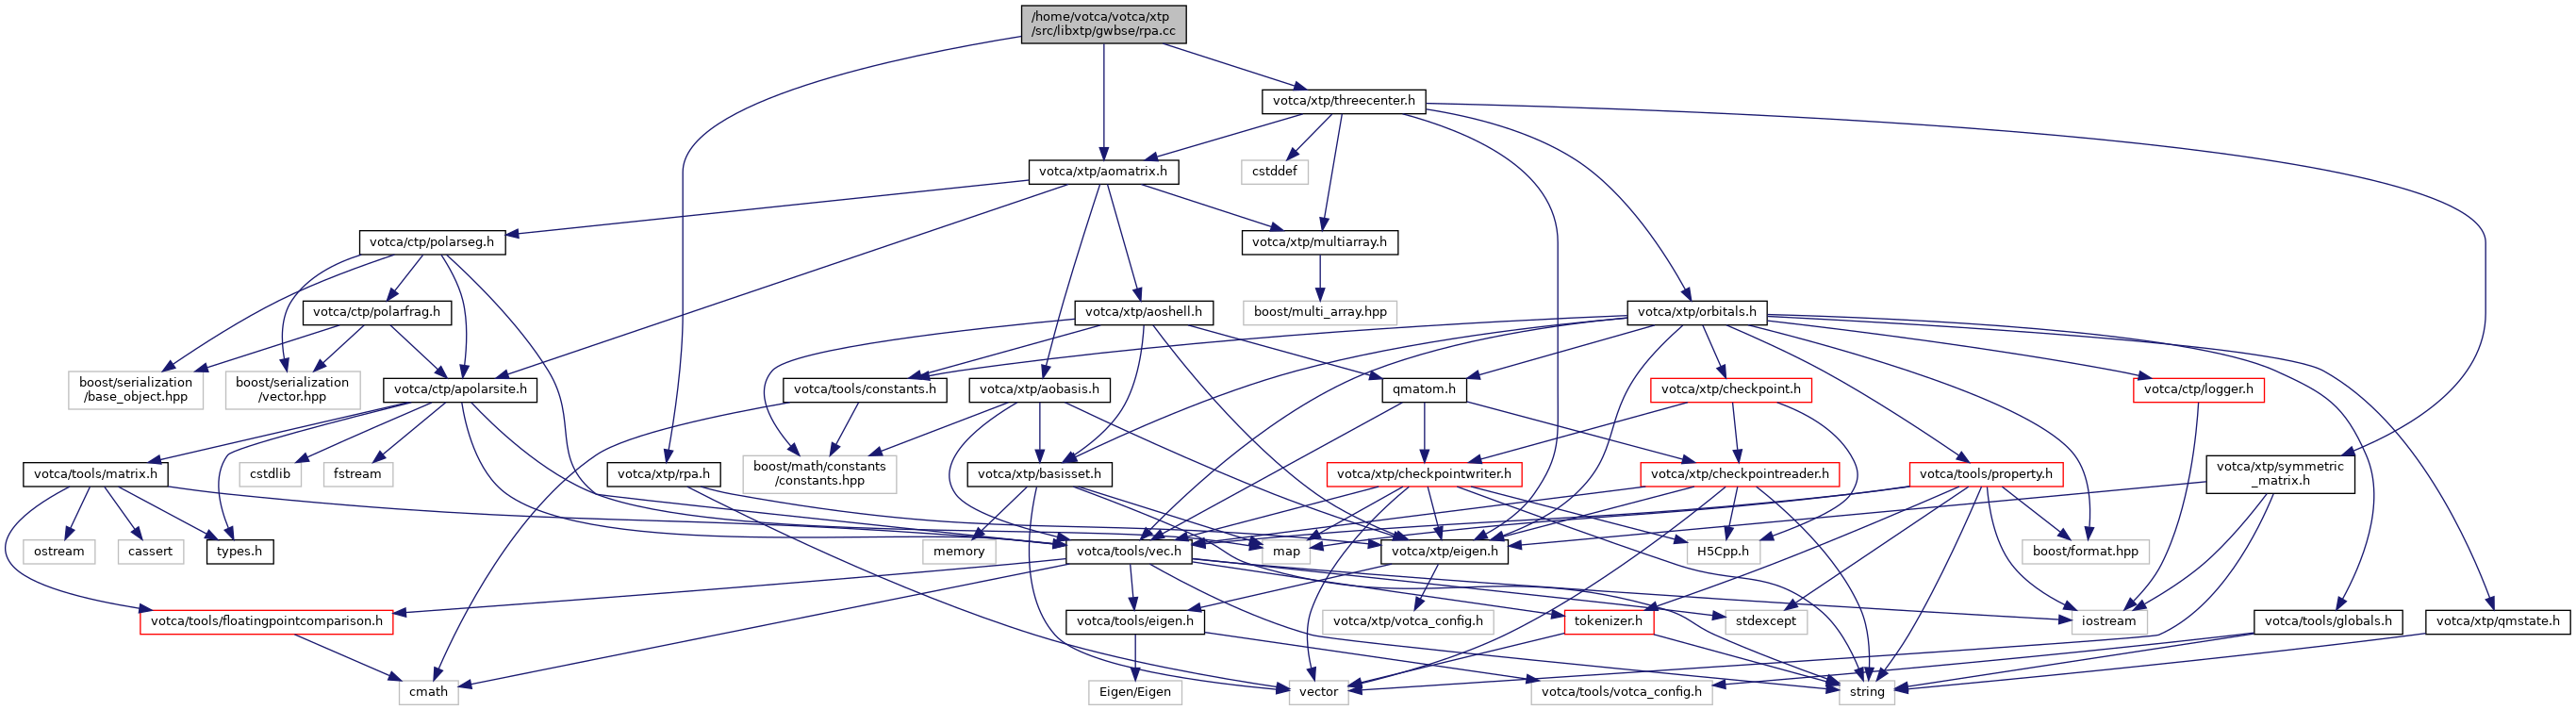 /home/votca/votca/xtp
/src/libxtp/gwbse/rpa.cc
votca/xtp/threecenter.h
votca/xtp/aomatrix.h
cstddef
votca/ctp/polarseg.h
votca/xtp/multiarray.h
votca/ctp/polarfrag.h
votca/xtp/aoshell.h
boost/multi_array.hpp
votca/xtp/orbitals.h
boost/serialization
/base_object.hpp
boost/serialization
/vector.hpp
votca/ctp/apolarsite.h
votca/tools/constants.h
votca/xtp/aobasis.h
qmatom.h
votca/xtp/checkpoint.h
votca/ctp/logger.h
votca/tools/matrix.h
cstdlib
fstream
votca/xtp/rpa.h
boost/math/constants
/constants.hpp
votca/xtp/basisset.h
votca/xtp/checkpointwriter.h
votca/xtp/checkpointreader.h
votca/tools/property.h
votca/xtp/symmetric
_matrix.h
ostream
cassert
types.h
memory
votca/tools/vec.h
map
votca/xtp/eigen.h
H5Cpp.h
boost/format.hpp
votca/tools/floatingpointcomparison.h
votca/tools/eigen.h
votca/xtp/votca_config.h
tokenizer.h
stdexcept
iostream
votca/tools/globals.h
votca/xtp/qmstate.h
cmath
Eigen/Eigen
vector
votca/tools/votca_config.h
string